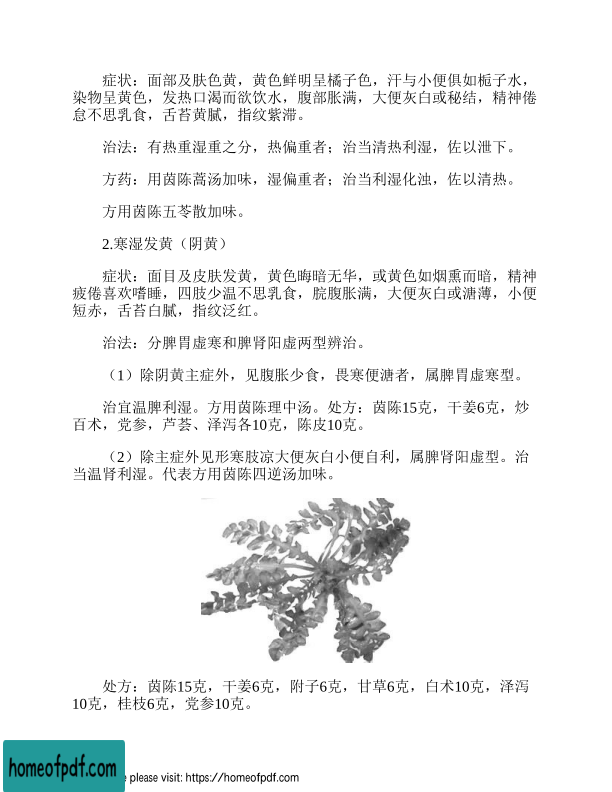 症状：面部及肤色黄，黄色鲜明呈橘子色，汗与小便俱如栀子水，
染物呈黄色，发热口渴而欲饮水，腹部胀满，大便灰白或秘结，精神倦
怠不思乳食，舌苔黄腻，指纹紫滞。
治法：有热重湿重之分，热偏重者；治当清热利湿，佐以泄下。
方药：用茵陈蒿汤加味，湿偏重者；治当利湿化浊，佐以清热。
方用茵陈五苓散加味。
2.寒湿发黄（阴黄）
症状：面目及皮肤发黄，黄色晦暗无华，或黄色如烟熏而暗，精神
疲倦喜欢嗜睡，四肢少温不思乳食，脘腹胀满，大便灰白或溏薄，小便
短赤，舌苔白腻，指纹泛红。
治法：分脾胃虚寒和脾肾阳虚两型辨治。
（1）除阴黄主症外，见腹胀少食，畏寒便溏者，属脾胃虚寒型。
治宜温脾利湿。方用茵陈理中汤。处方：茵陈15克，干姜6克，炒
百术，党参，芦荟、泽泻各10克，陈皮10克。
（2）除主症外见形寒肢凉大便灰白小便自利，属脾肾阳虚型。治
当温肾利湿。代表方用茵陈四逆汤加味。
处方：茵陈15克，干姜6克，附子6克，甘草6克，白术10克，泽泻
10克，桂枝6克，党参10克。
homeofpdf.com
e please visit: https://homeofpdf.com